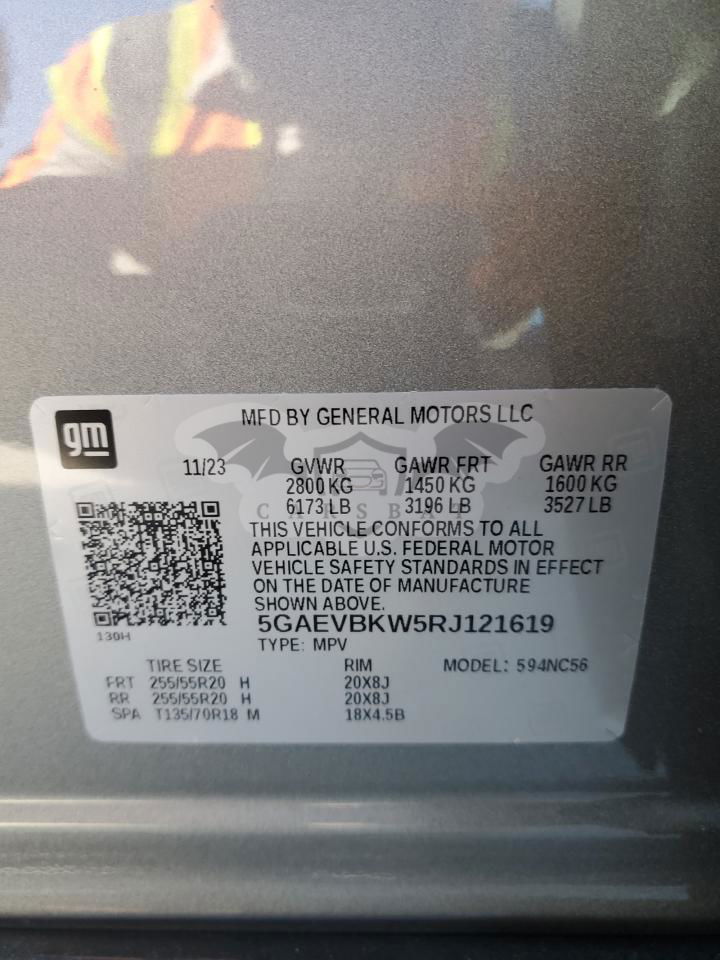 gm
MFD BY GENERAL MOTORS LLC
11/23 GVWR GAWR FRT GAWR RR
2800 KG 1450 KG 1600 KG
6173 LB 3196 LB 3527 LB
CARSBAT
THIS VEHICLE CONFORMS TO ALL
APPLICABLE U.S. FEDERAL MOTOR
VEHICLE SAFETY STANDARDS IN EFFECT
ON THE DATE OF MANUFACTURE
SHOWN ABOVE.
5GAEVBKW5RJ121619
130H
TYPE: MPV
TIRE SIZE RIM MODEL: 594NC56
FRT 255/55R20 H 20X8J
RR 255/55R20 H 20X8J
SPA T135/70R18 M 18X4.5B